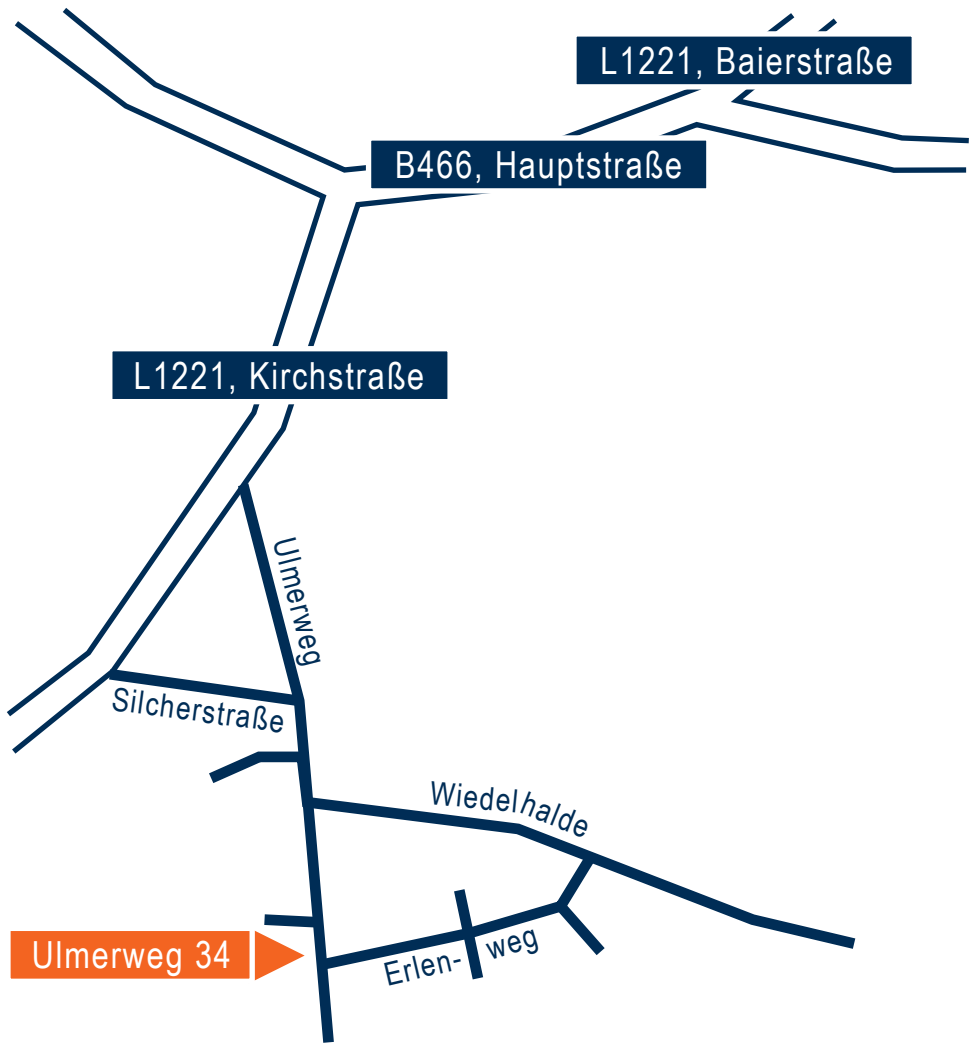 L1221, Baierstraße
B466, Hauptstraße
L1221, Kirchstraße
Ulmerweg
Silcherstraße
Wiedelhalde
Ulmerweg 34
Erlen-
weg